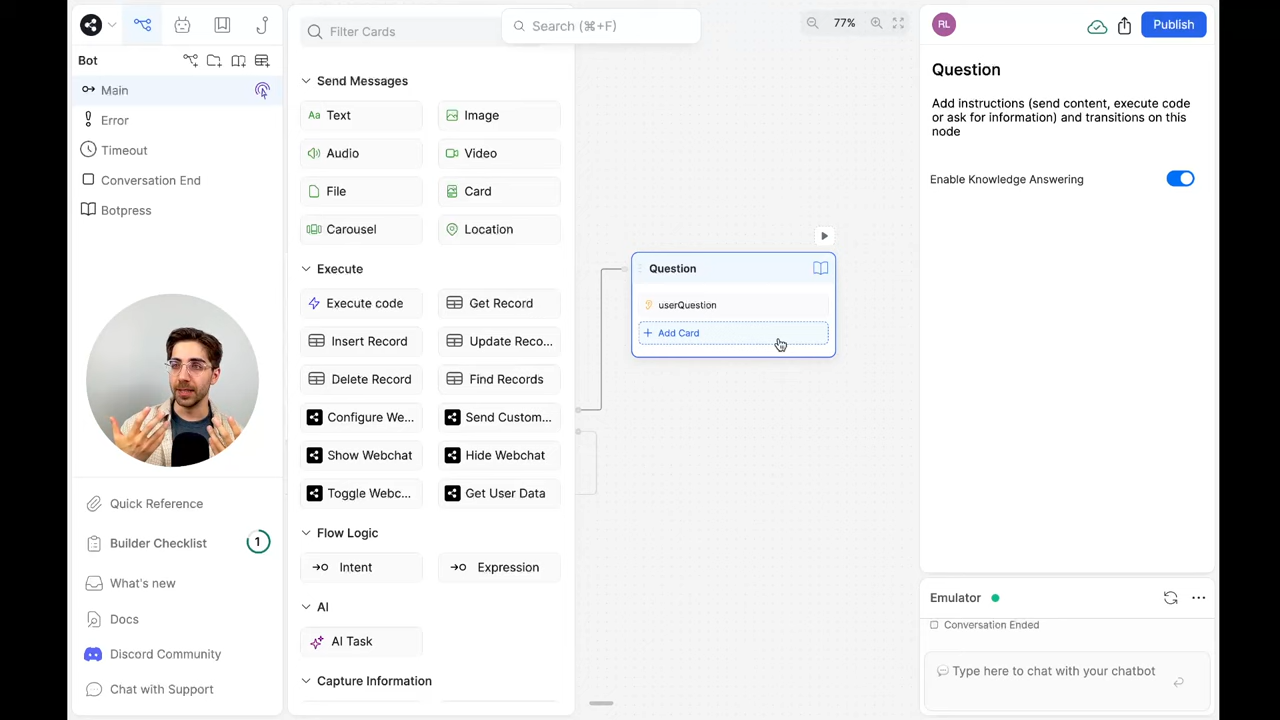 Bot
Main
Error
Timeout
Conversation End
Botpress
Quick Reference
Builder Checklist
1
What's new
Docs
Discord Community
Chat with Support
Filter Cards
Search (⌘+F)
Send Messages
Text
Image
Audio
Video
File
Card
Carousel
Location
Execute
Execute code
Get Record
Insert Record
Update Reco...
Delete Record
Find Records
Configure We...
Send Custom...
Show Webchat
Hide Webchat
Toggle Webc...
Get User Data
Flow Logic
Intent
Expression
AI
AI Task
Capture Information
77%
Question
userQuestion
+ Add Card
RL
Publish
Question
Add instructions (send content, execute code
or ask for information) and transitions on this
node
Enable Knowledge Answering
Emulator
Conversation Ended
Type here to chat with your chatbot